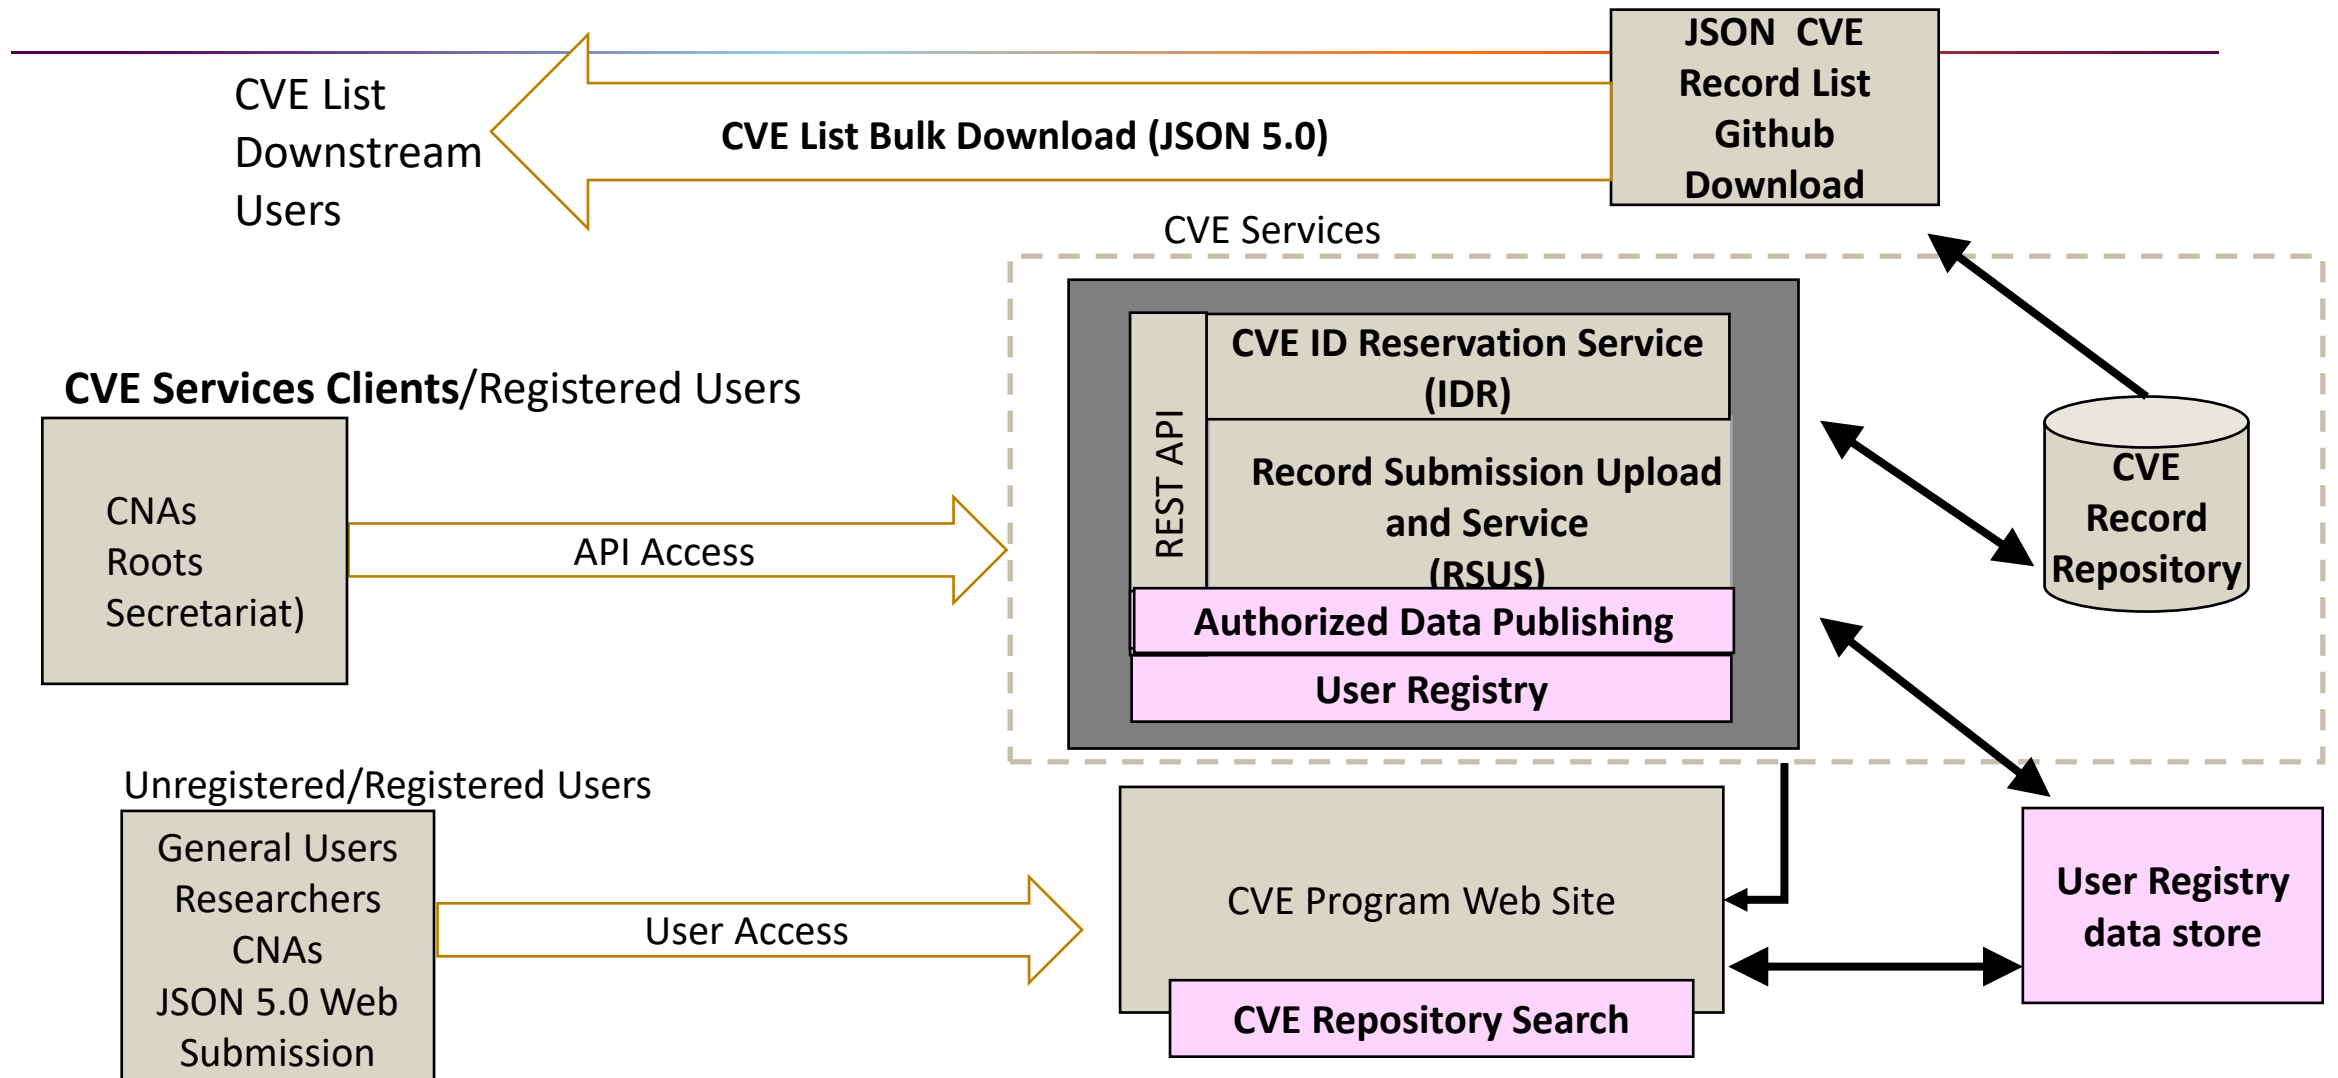 JSON  CVE
Record List
Github
Download
CVE List
Downstream
Users
CVE List Bulk Download (JSON 5.0)
CVE Services
CVE Services Clients/Registered Users
CNAs
Roots
Secretariat)
API Access
REST API
CVE ID Reservation Service
(IDR)
Record Submission Upload
and Service
(RSUS)
Authorized Data Publishing
User Registry
CVE
Record
Repository
Unregistered/Registered Users
General Users
Researchers
CNAs
JSON 5.0 Web
Submission
User Access
CVE Program Web Site
CVE Repository Search
User Registry
data store